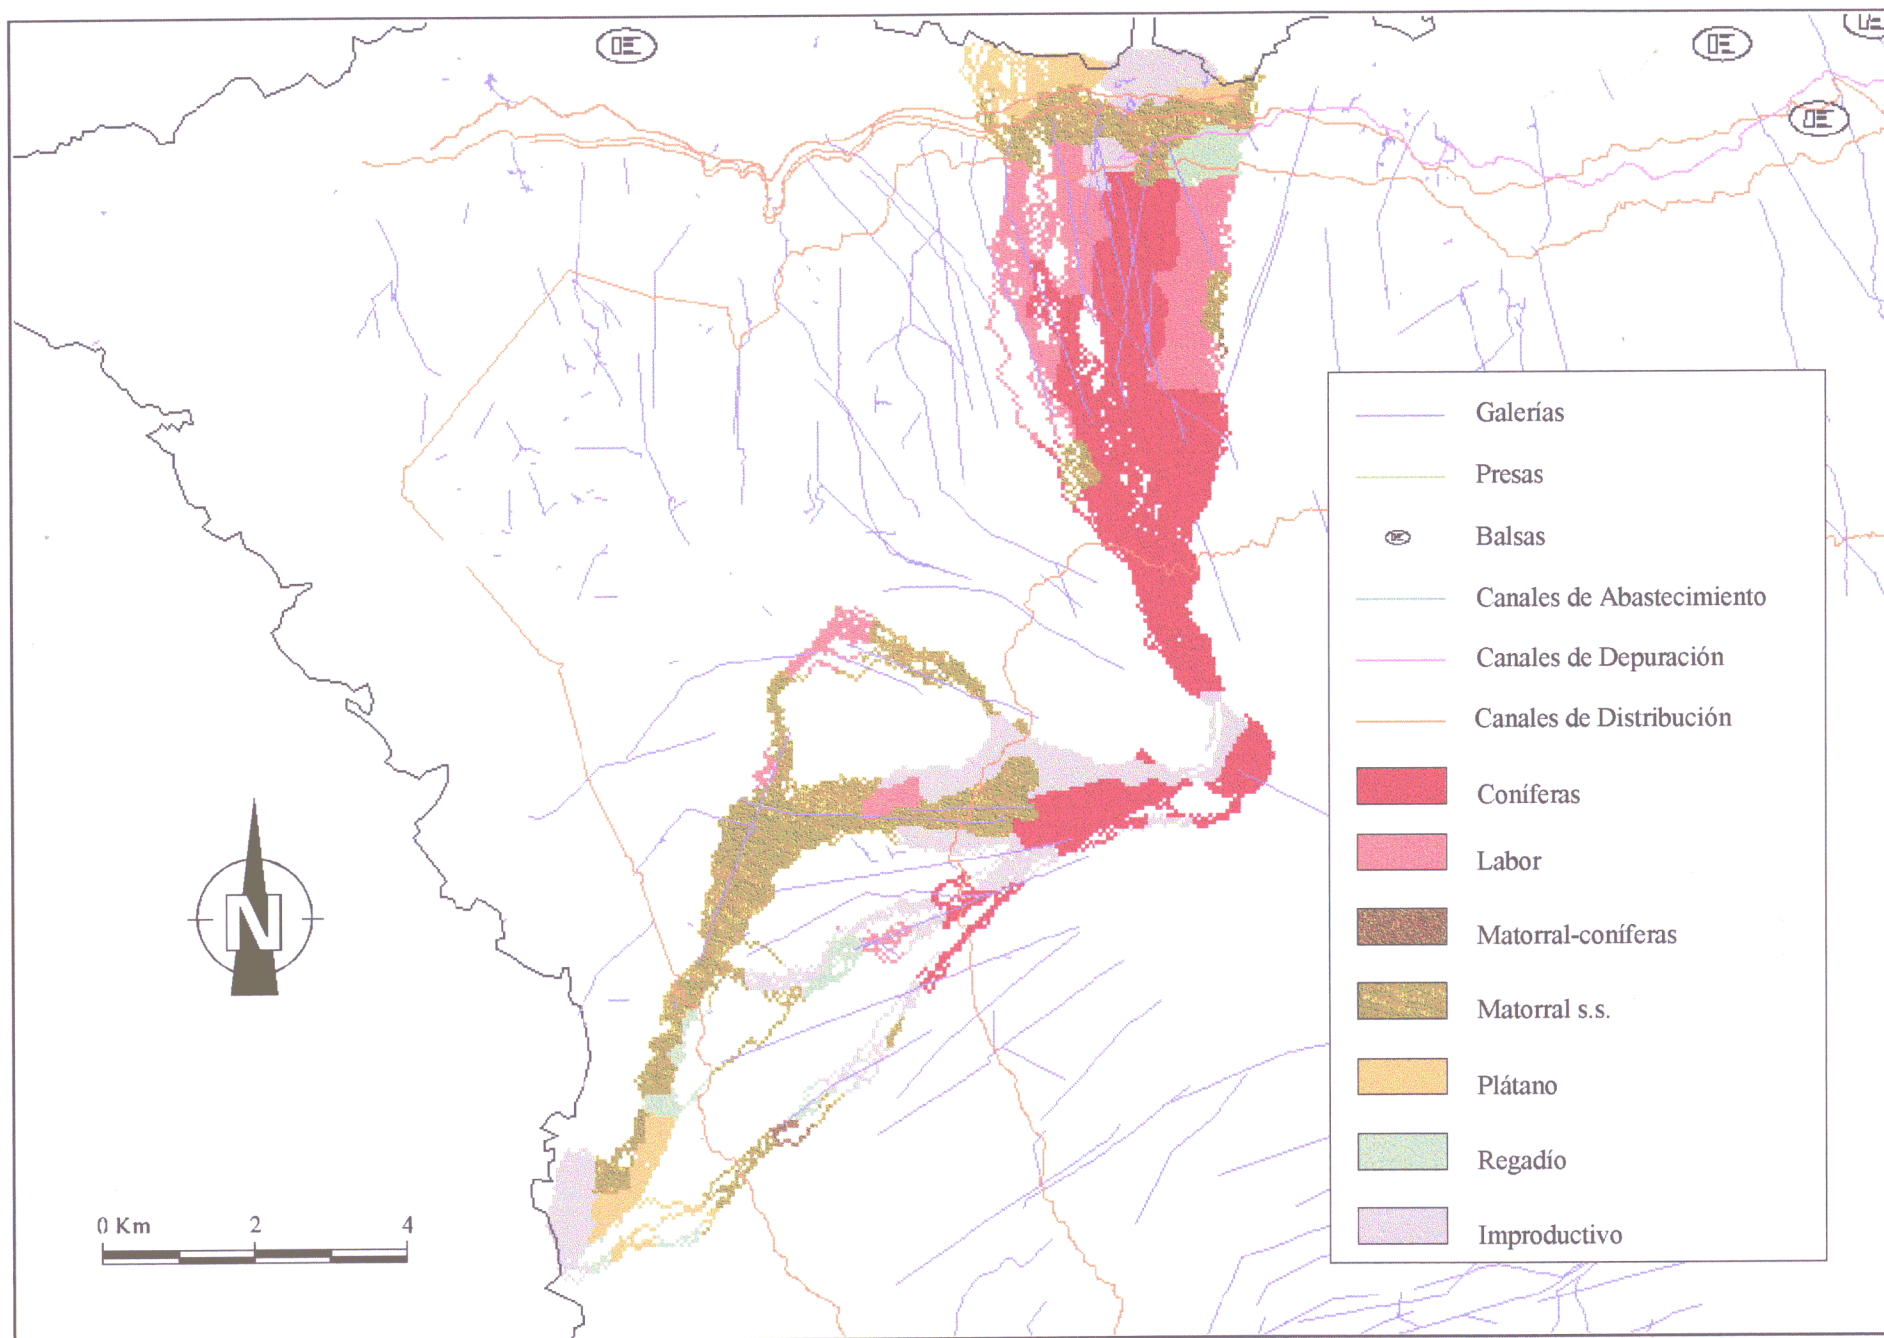 Galerías
Presas
Balsas
Canales de Abastecimiento
Canales de Depuración
Canales de Distribución
Coníferas
Labor
Matorral-coníferas
Matorral s.s.
Plátano
Regadío
Improductivo
N
0 Km 2 4